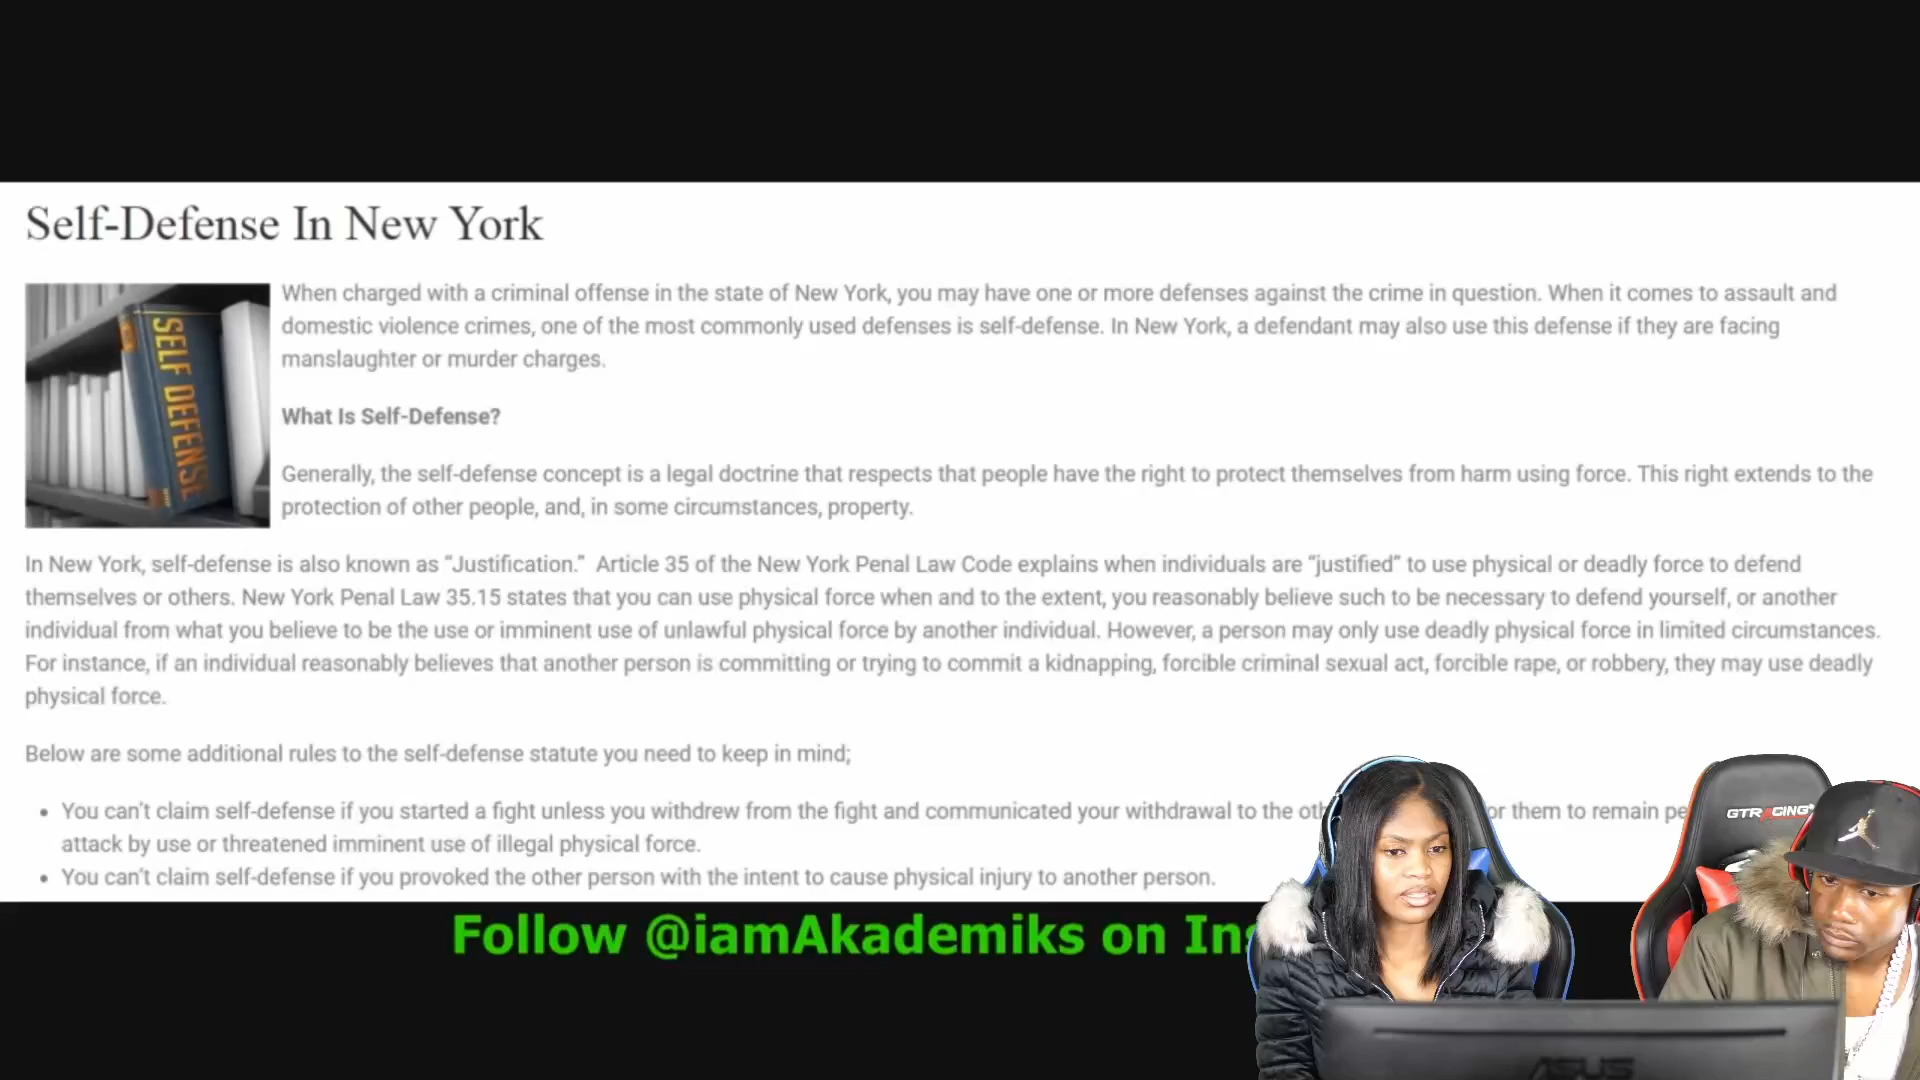 Self-Defense In New York
SELF DEFENSE
When charged with a criminal offense in the state of New York, you may have one or more defenses against the crime in question. When it comes to assault and
domestic violence crimes, one of the most commonly used defenses is self-defense. In New York, a defendant may also use this defense if they are facing
manslaughter or murder charges.
What Is Self-Defense?
Generally, the self-defense concept is a legal doctrine that respects that people have the right to protect themselves from harm using force. This right extends to the
protection of other people, and, in some circumstances, property.
In New York, self-defense is also known as “Justification.” Article 35 of the New York Penal Law Code explains when individuals are “justified” to use physical or deadly force to defend
themselves or others. New York Penal Law 35.15 states that you can use physical force when and to the extent, you reasonably believe such to be necessary to defend yourself, or another
individual from what you believe to be the use or imminent use of unlawful physical force by another individual. However, a person may only use deadly physical force in limited circumstances.
For instance, if an individual reasonably believes that another person is committing or trying to commit a kidnapping, forcible criminal sexual act, forcible rape, or robbery, they may use deadly
physical force.
Below are some additional rules to the self-defense statute you need to keep in mind;
• You can’t claim self-defense if you started a fight unless you withdrew from the fight and communicated your withdrawal to the or them to remain
attack by use or threatened imminent use of illegal physical force.
• You can’t claim self-defense if you provoked the other person with the intent to cause physical injury to another person.
GTRACING
Follow @iamAkademiks on
ASUS